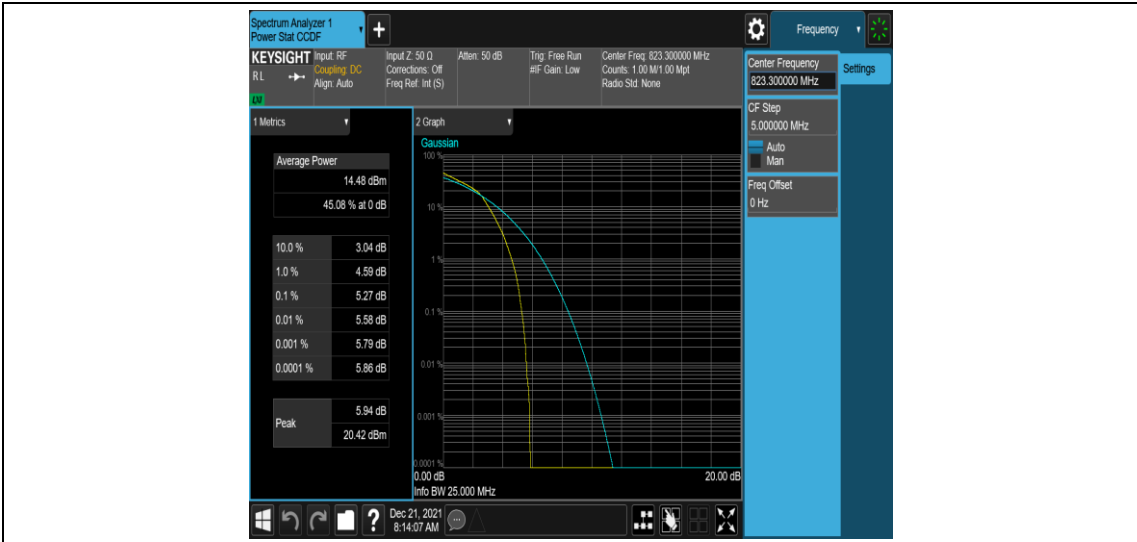 Spectrum Analyzer 1
Power Stat CCDF
+
Frequency
KEYSIGHT
R L
LXI
Input: RF
Coupling: DC
Align: Auto
Input Z: 50 Ω
Corrections: Off
Freq Ref: Int (S)
Atten: 50 dB
Trig: Free Run
#IF Gain: Low
Center Freq: 823.300000 MHz
Counts: 1.00 M/1.00 Mpt
Radio Std: None
Center Frequency
823.300000 MHz
Settings
CF Step
5.000000 MHz
Auto
Man
Freq Offset
0 Hz
1 Metrics
Average Power
14.48 dBm
45.08 % at 0 dB
10.0 % 3.04 dB
1.0 % 4.59 dB
0.1 % 5.27 dB
0.01 % 5.58 dB
0.001 % 5.79 dB
0.0001 % 5.86 dB
Peak
5.94 dB
20.42 dBm
2 Graph
Gaussian
100 %
10 %
1 %
0.1 %
0.01 %
0.001 %
0.0001 %
0.00 dB
20.00 dB
Info BW 25.000 MHz
?
Dec 21, 2021
8:14:07 AM